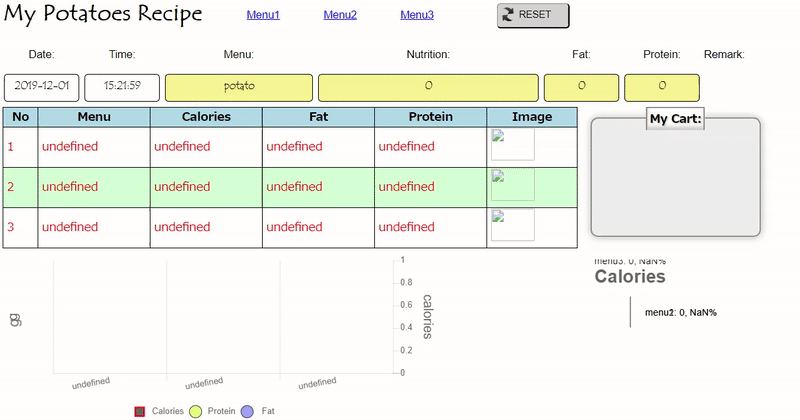 My Potatoes Recipe Menu1 Menu2 Menu3 RESET
Date: Time: Menu: Nutrition: Fat: Protein: Remark:
2019-12-01 15:21:59 potato 0 0 0
No Menu Calories Fat Protein Image
1 undefined undefined undefined undefined
2 undefined undefined undefined undefined
3 undefined undefined undefined undefined
My Cart:
1
0.8
0.6
0.4
0.2
0
gg
calories
undefined undefined undefined
Calories Protein Fat
menu3: 0, NaN%
Calories
menu2: 0, NaN%